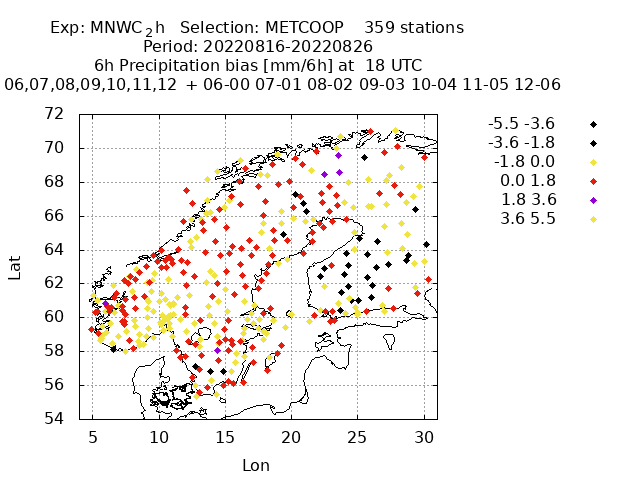 Exp: MNWC_2h   Selection: METCOOP    359 stations
Period: 20220816-20220826
6h Precipitation bias [mm/6h] at  18 UTC
06,07,08,09,10,11,12  + 06-00 07-01 08-02 09-03 10-04 11-05 12-06
-5.5 -3.6
-3.6 -1.8
-1.8 0.0
0.0 1.8
1.8 3.6
3.6 5.5
72
70
68
66
64
62
60
58
56
54
Lat
5 10 15 20 25 30
Lon